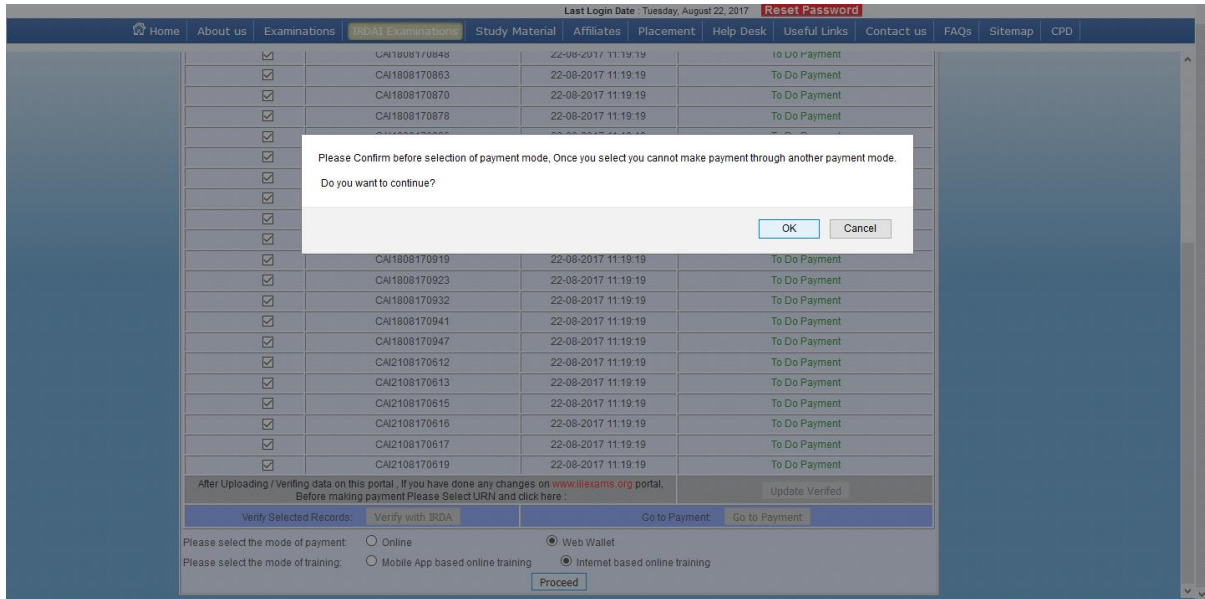 Last Login Date : Tuesday, August 22, 2017 Reset Password
Home About us Examinations IRDAI Examinations Study Material Affiliates Placement Help Desk Useful Links Contact us FAQs Sitemap CPD
CAI1808170848 22-08-2017 11:19:19 To Do Payment
CAI1808170863 22-08-2017 11:19:19 To Do Payment
CAI1808170870 22-08-2017 11:19:19 To Do Payment
CAI1808170878 22-08-2017 11:19:19 To Do Payment
Please Confirm before selection of payment mode, Once you select you cannot make payment through another payment mode.
Do you want to continue?
OK Cancel
CAI1808170919 22-08-2017 11:19:19 To Do Payment
CAI1808170923 22-08-2017 11:19:19 To Do Payment
CAI1808170932 22-08-2017 11:19:19 To Do Payment
CAI1808170941 22-08-2017 11:19:19 To Do Payment
CAI1808170947 22-08-2017 11:19:19 To Do Payment
CAI2108170612 22-08-2017 11:19:19 To Do Payment
CAI2108170613 22-08-2017 11:19:19 To Do Payment
CAI2108170615 22-08-2017 11:19:19 To Do Payment
CAI2108170616 22-08-2017 11:19:19 To Do Payment
CAI2108170617 22-08-2017 11:19:19 To Do Payment
CAI2108170619 22-08-2017 11:19:19 To Do Payment
After Uploading / Verifing data on this portal , If you have done any changes on www.iiiexams.org portal,
Before making payment Please Select URN and click here : Update Verifed
Verify Selected Records: Verify with IRDA Go to Payment: Go to Payment
Please select the mode of payment: Online Web Wallet
Please select the mode of training: Mobile App based online training Internet based online training
Proceed